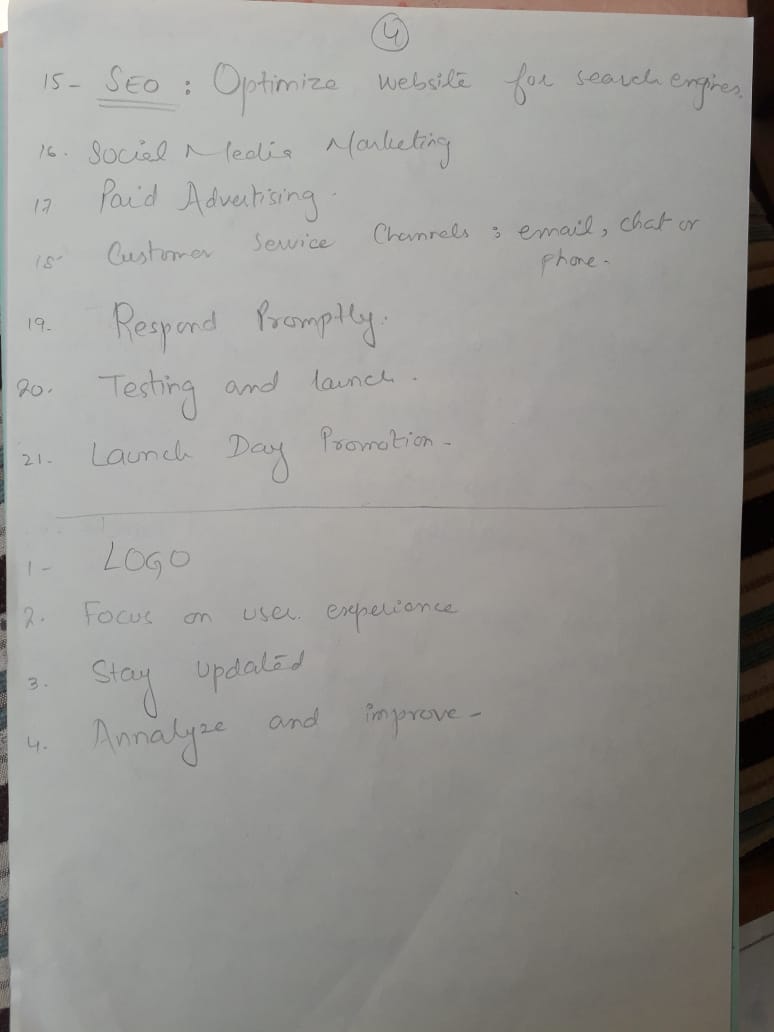 4
15- SEO : Optimize website for search engines.
16. Social Media Marketing
17 Paid Advertising.
18- Customer Service Channels : email, chat or
phone.
19. Respond Promptly.
20. Testing and launch.
21. Launch Day Promotion-
1- LOGO
2. Focus on user. experience
3. Stay updated
4. Annalyze and improve-